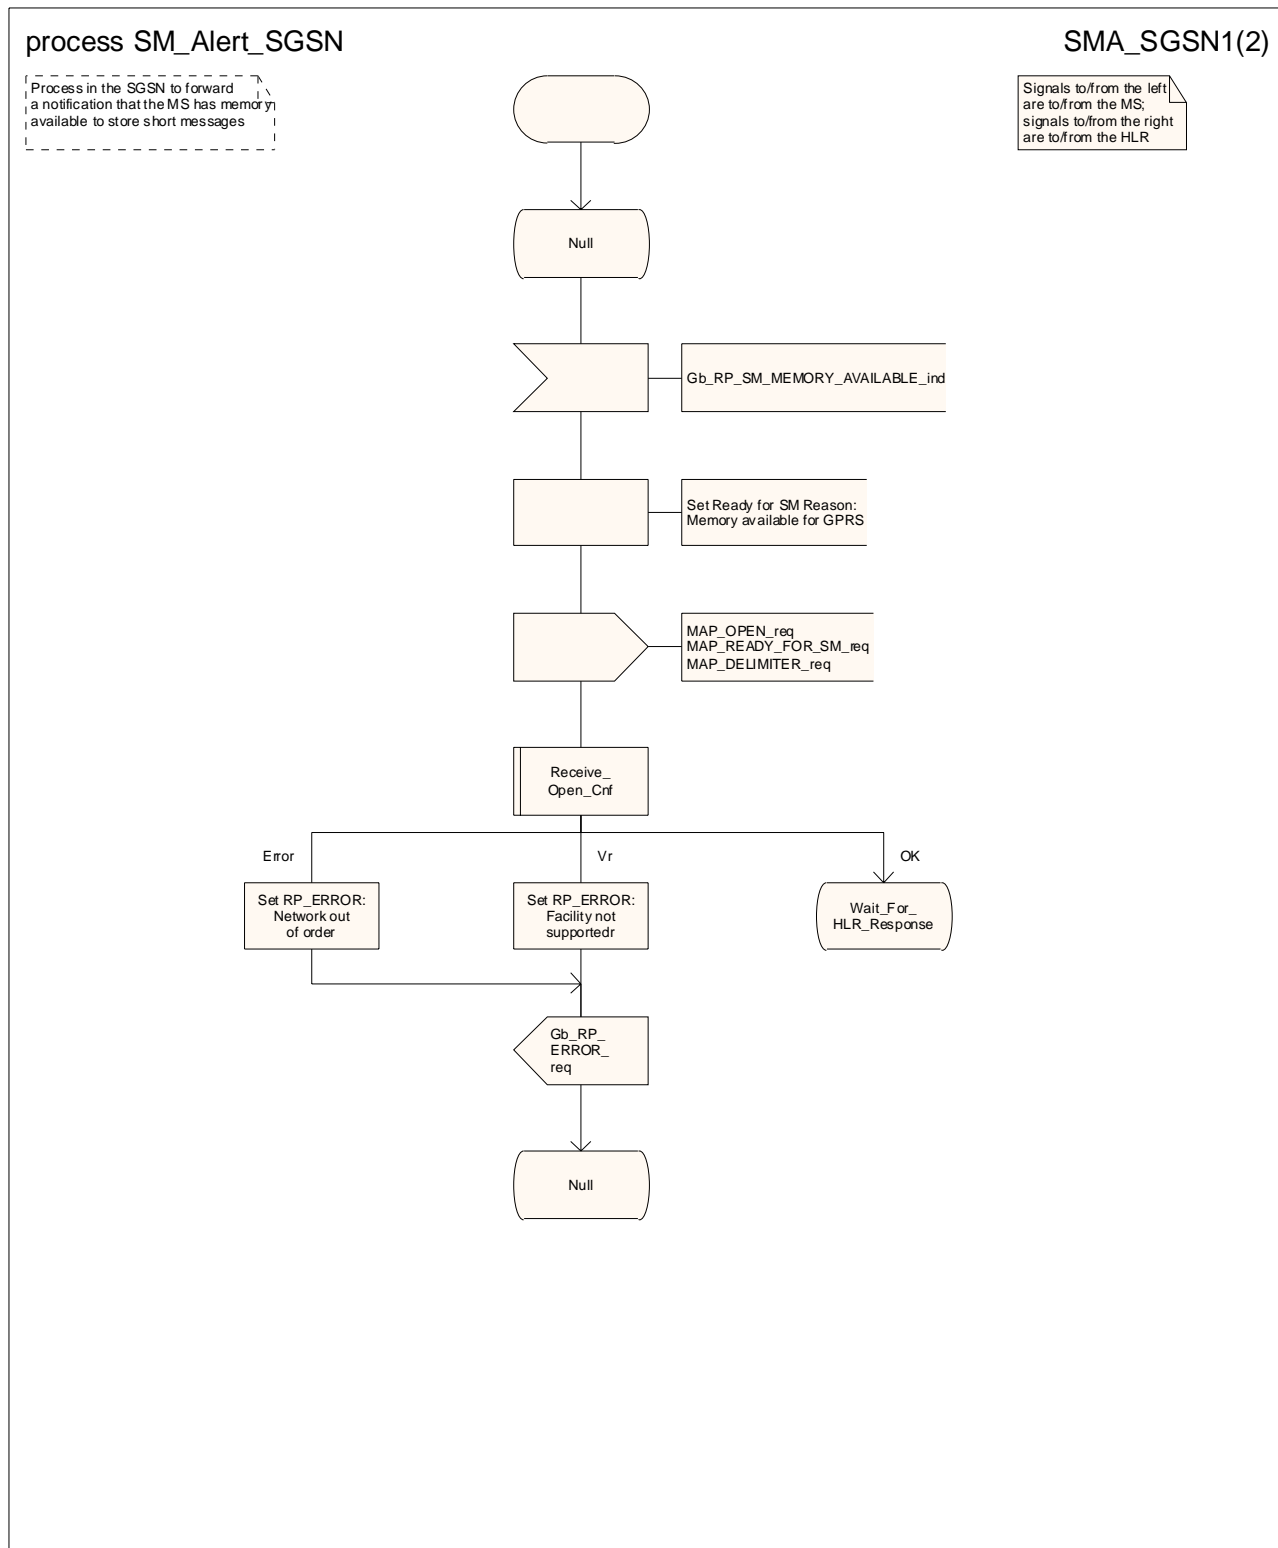 process SM_Alert_SGSN
SMA_SGSN1(2)
Process in the SGSN to forward
a notification that the MS has memory
available to store short messages
Signals to/from the left
are to/from the MS;
signals to/from the right
are to/from the HLR
Null
Gb_RP_SM_MEMORY_AVAILABLE_ind
Set Ready for SM Reason:
Memory available for GPRS
MAP_OPEN_req
MAP_READY_FOR_SM_req
MAP_DELIMITER_req
Receive_
Open_Cnf
Error
Vr
OK
Set RP_ERROR:
Network out
of order
Set RP_ERROR:
Facility not
supportedr
Wait_For_
HLR_Response
Gb_RP_
ERROR_
req
Null